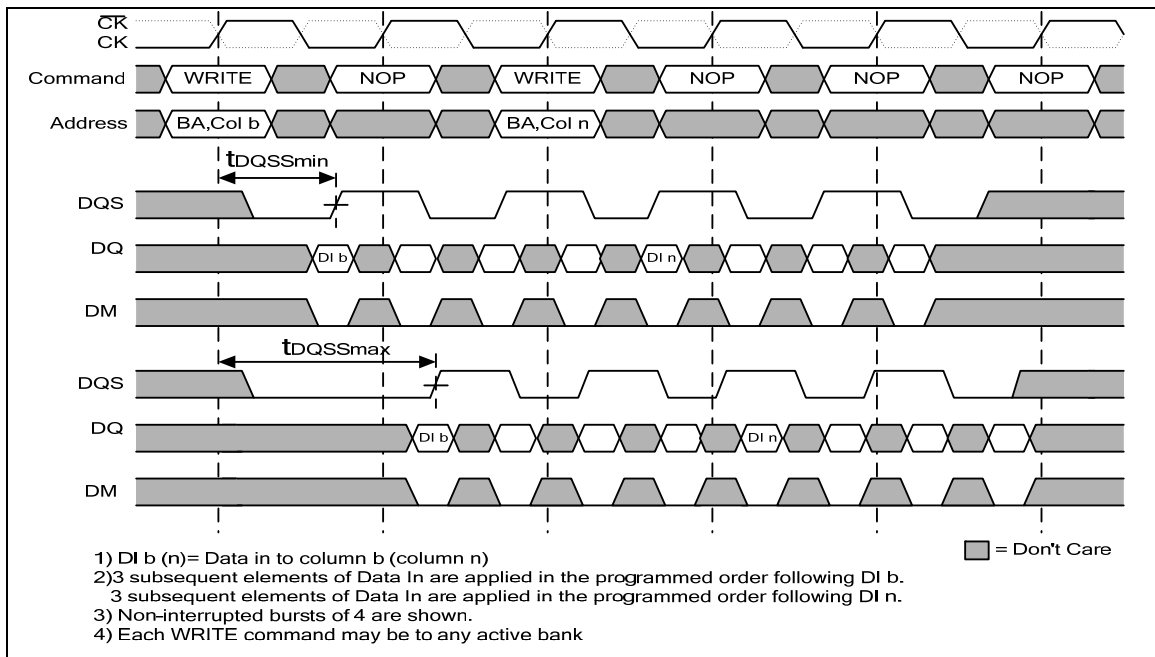 CK
CK
Command WRITE NOP WRITE NOP NOP NOP
Address BA,Col b BA,Col n
tDQSSmin
DQS
DQ DI b DI n
DM
tDQSSmax
DQS
DQ DI b DI n
DM
1) DI b (n)= Data in to column b (column n)
= Don't Care
2)3 subsequent elements of Data In are applied in the programmed order following DI b.
3 subsequent elements of Data In are applied in the programmed order following DI n.
3) Non-interrupted bursts of 4 are shown.
4) Each WRITE command may be to any active bank